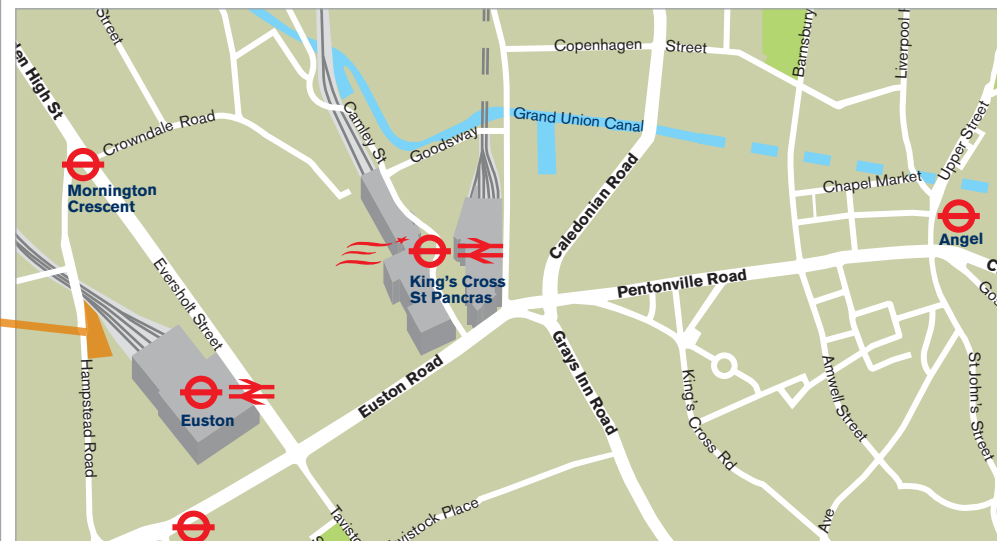 Street
Copenhagen Street
Barnsbury
Liverpool
High St
Camley St
Grand Union Canal
Crowndale Road
Goodsway
Upper Street
Mornington
Crescent
Chapel Market
Caledonian Road
Angel
King's Cross
St Pancras
Pentonville Road
Eversholt Street
Euston Road
Grays Inn Road
Hampstead Road
Euston
King's Cross Rd
Amwell Street
St John's Street
Tavistock Place
Ave